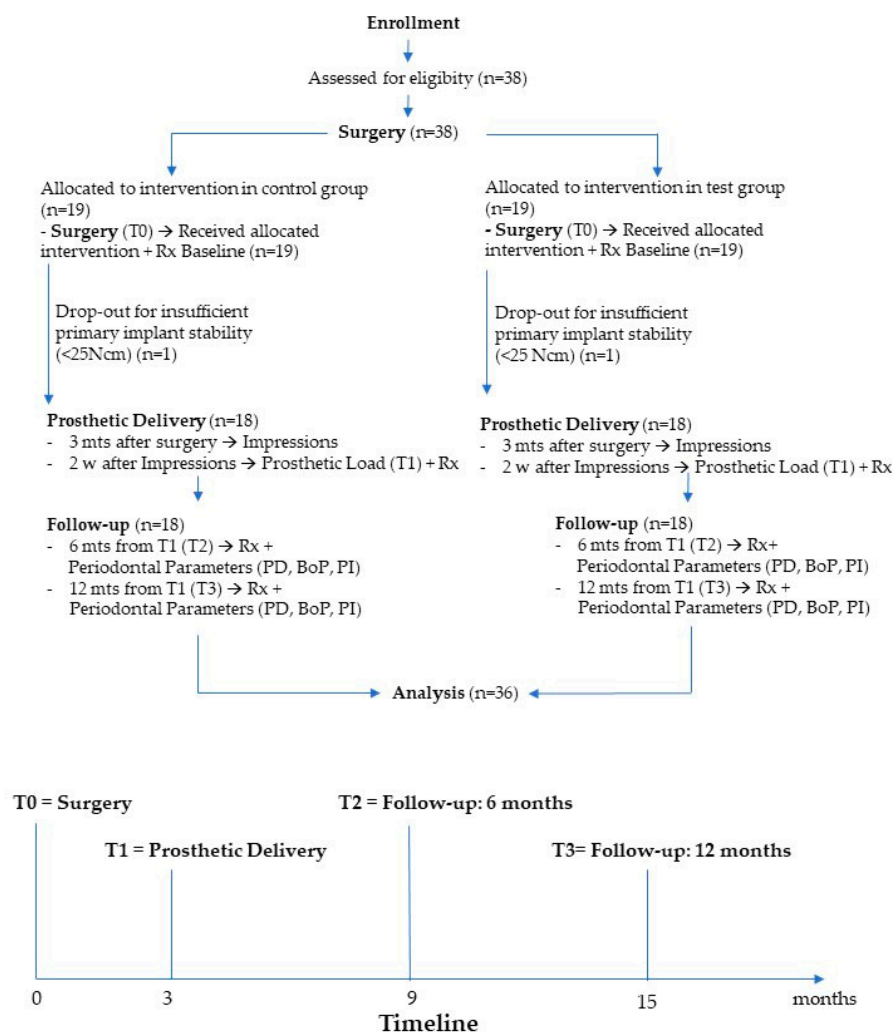 Enrollment
Assessed for eligibity (n=38)
Surgery (n=38)
Allocated to intervention in control group
(n=19)
- Surgery (T0) → Received allocated
intervention + Rx Baseline (n=19)
Drop-out for insufficient
primary implant stability
(<25Ncm) (n=1)
Prosthetic Delivery (n=18)
- 3 mts after surgery → Impressions
- 2 w after Impressions → Prosthetic Load (T1) + Rx
Follow-up (n=18)
- 6 mts from T1 (T2) → Rx +
Periodontal Parameters (PD, BoP, PI)
- 12 mts from T1 (T3) → Rx +
Periodontal Parameters (PD, BoP, PI)
Allocated to intervention in test group
(n=19)
- Surgery (T0) → Received allocated
intervention + Rx Baseline (n=19)
Drop-out for insufficient
primary implant stability
(<25 Ncm) (n=1)
Prosthetic Delivery (n=18)
- 3 mts after surgery → Impressions
- 2 w after Impressions → Prosthetic Load (T1) + Rx
Follow-up (n=18)
- 6 mts from T1 (T2) → Rx+
Periodontal Parameters (PD, BoP, PI)
- 12 mts from T1 (T3) → Rx +
Periodontal Parameters (PD, BoP, PI)
Analysis (n=36)
T0 = Surgery
T2 = Follow-up: 6 months
T1 = Prosthetic Delivery
T3= Follow-up: 12 months
0 3 9 15 months
Timeline